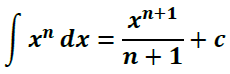 ∫ xⁿ dx = xⁿ⁺¹ / (n + 1) + c